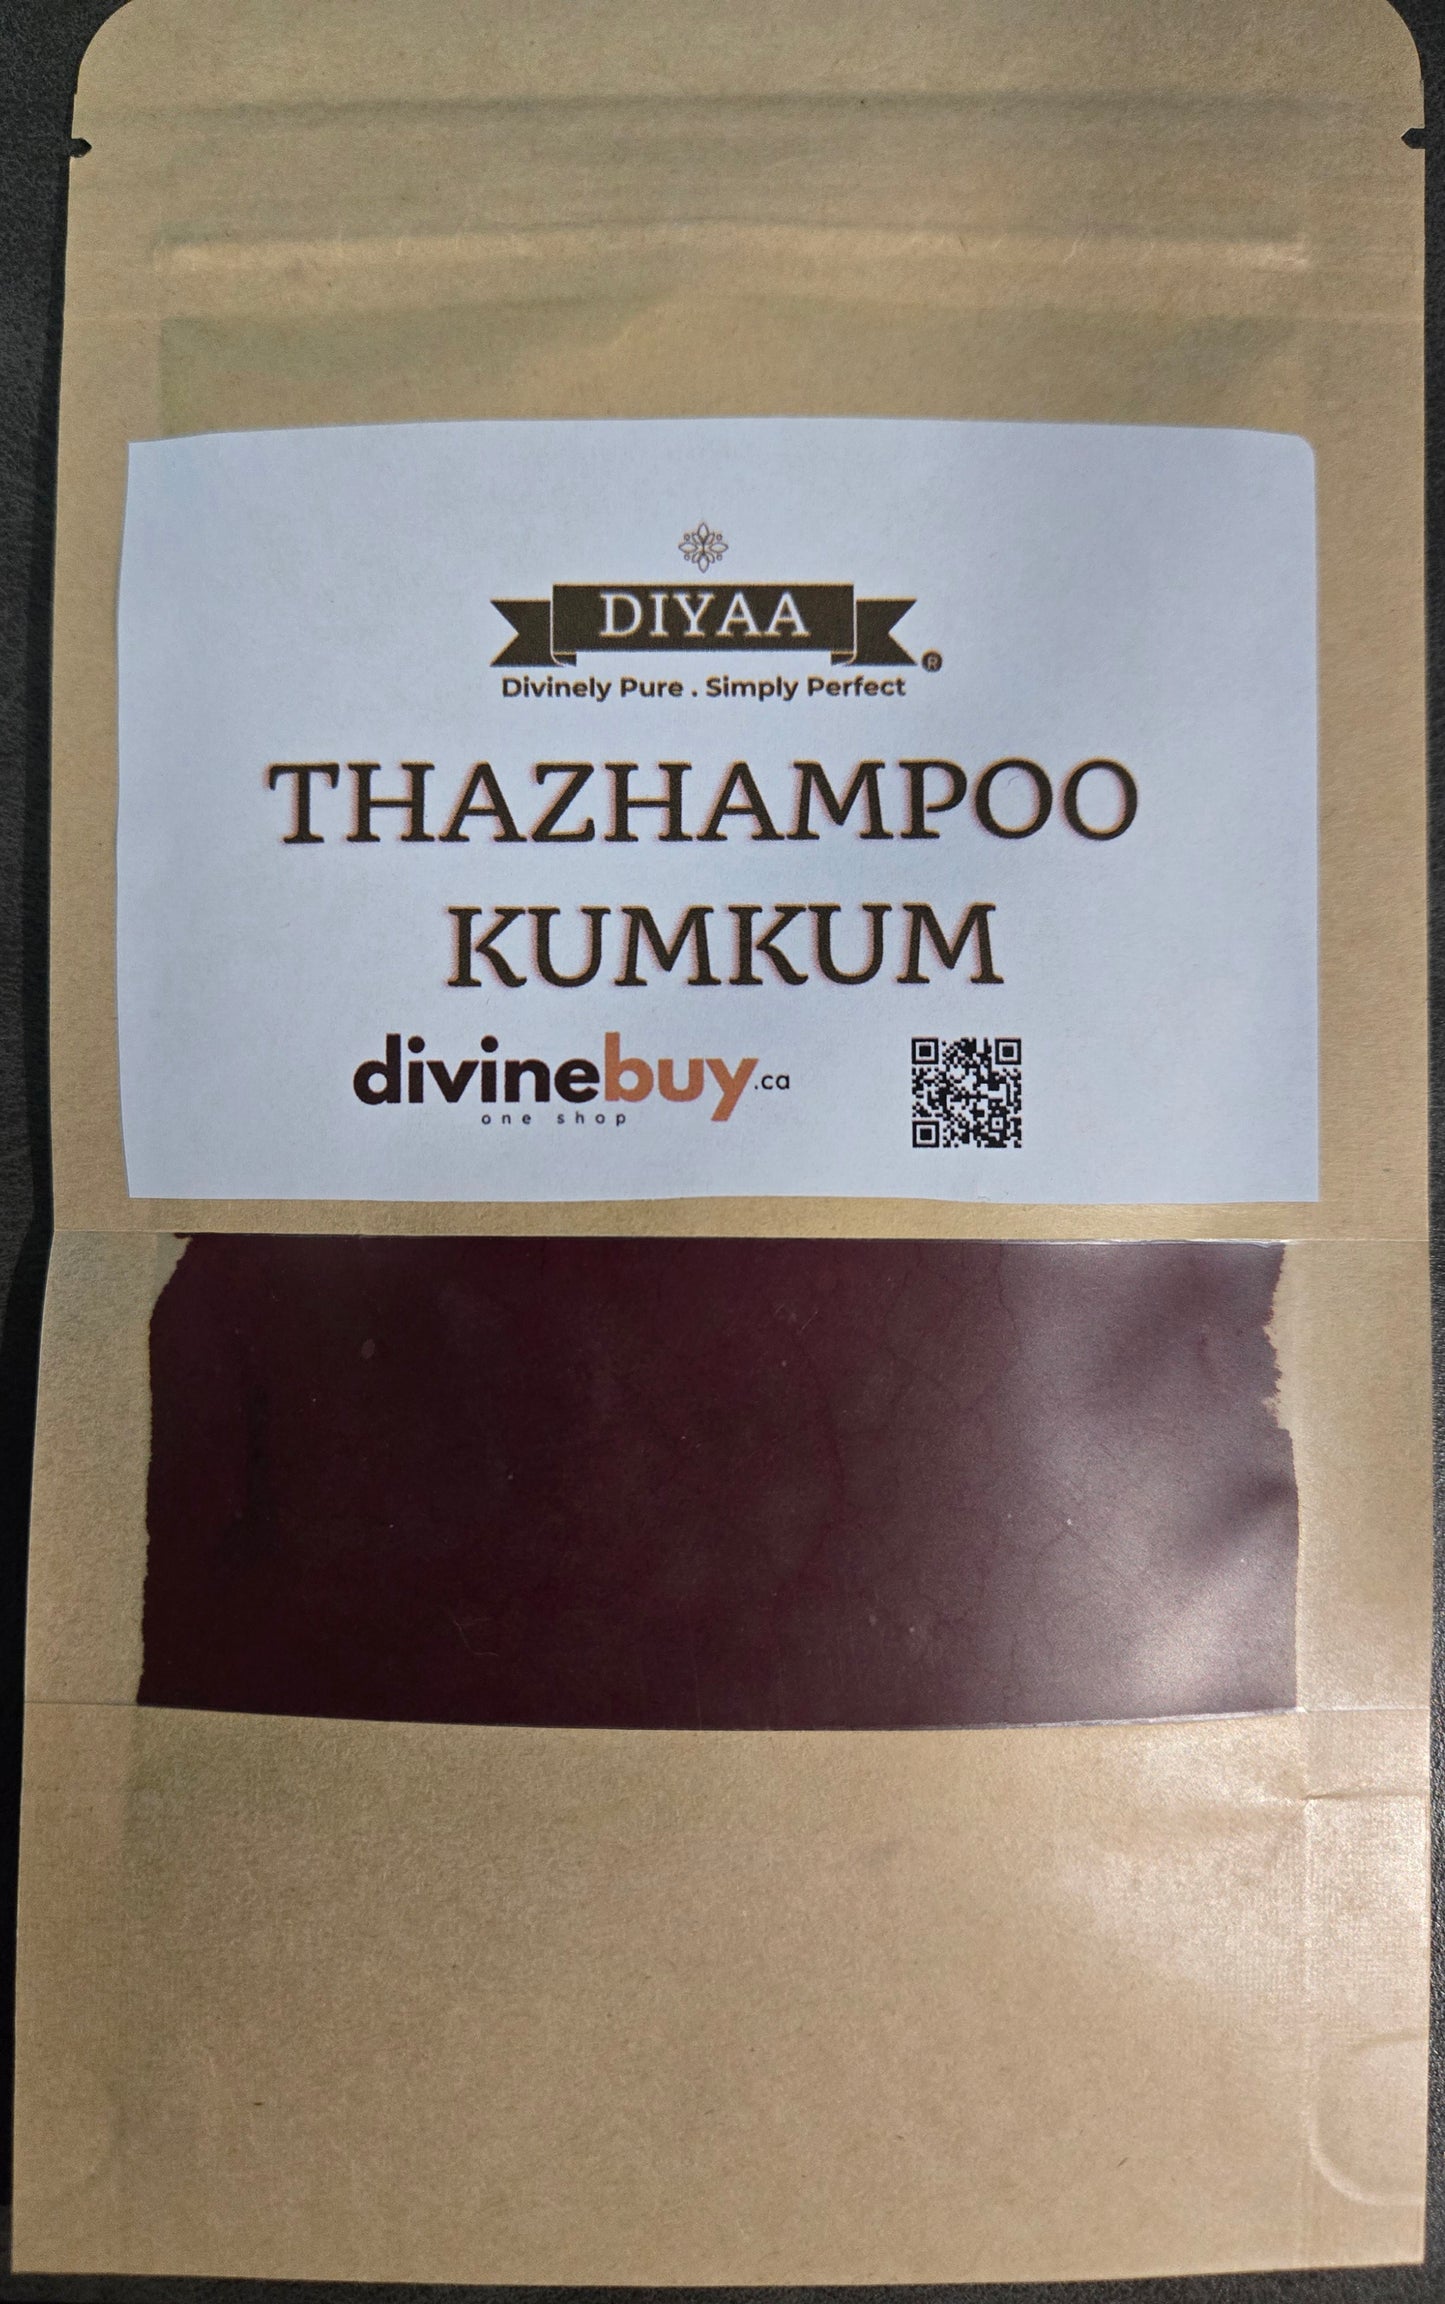 DIYAA
®
Divinely Pure . Simply Perfect
THAZHAMPOO
KUMKUM
divinebuy.ca
one shop